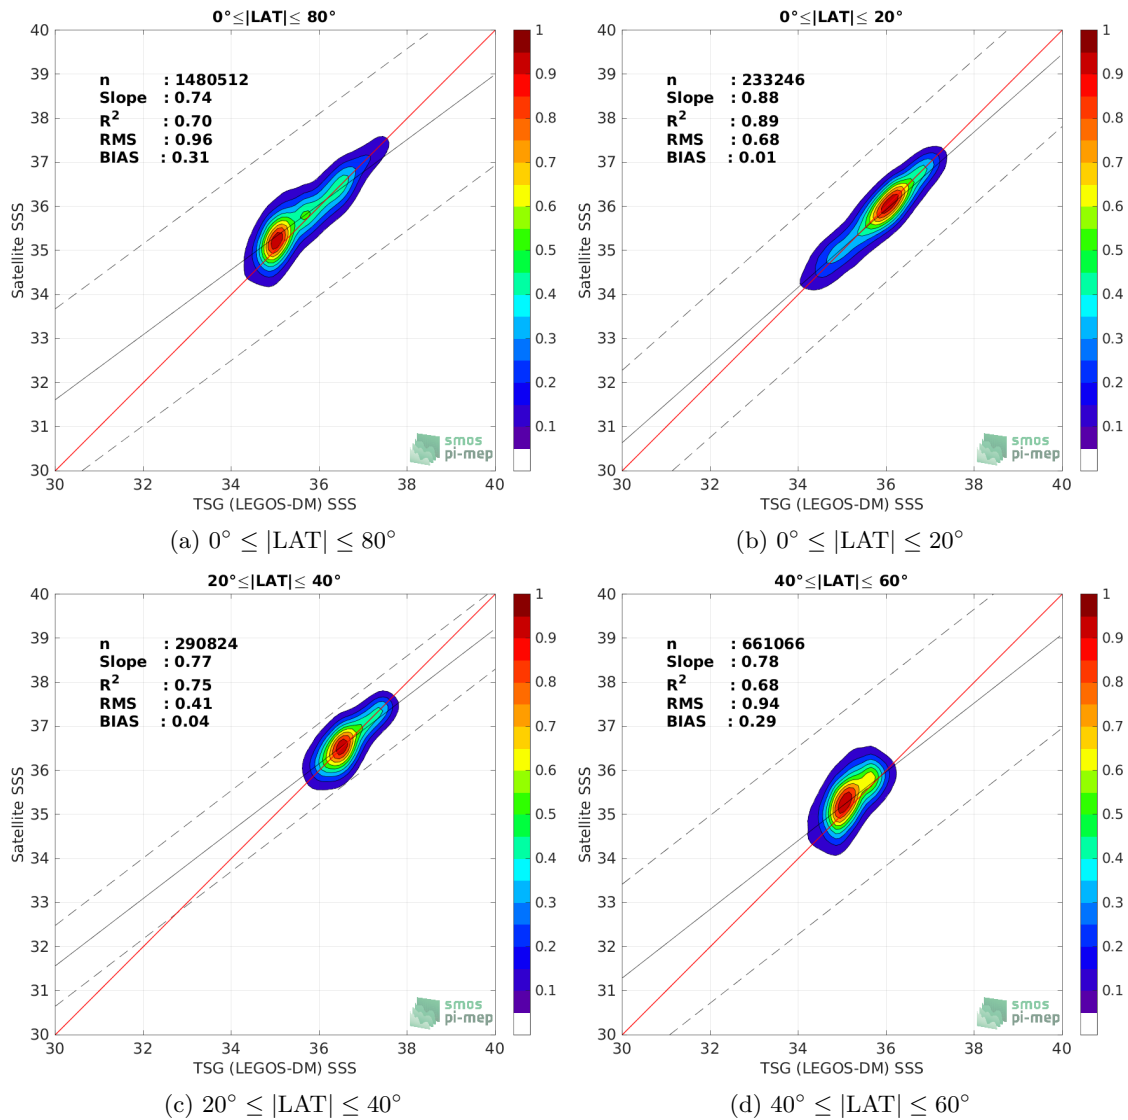 0°≤|LAT|≤ 80°
n : 1480512
Slope : 0.74
R² : 0.70
RMS : 0.96
BIAS : 0.31
Satellite SSS
40
39
38
37
36
35
34
33
32
31
30
30 32 34 36 38 40
TSG (LEGOS-DM) SSS
1
0.9
0.8
0.7
0.6
0.5
0.4
0.3
0.2
0.1
smos
pi-mep
(a) 0° ≤ |LAT| ≤ 80°
0°≤|LAT|≤ 20°
n : 233246
Slope : 0.88
R² : 0.89
RMS : 0.68
BIAS : 0.01
Satellite SSS
40
39
38
37
36
35
34
33
32
31
30
30 32 34 36 38 40
TSG (LEGOS-DM) SSS
1
0.9
0.8
0.7
0.6
0.5
0.4
0.3
0.2
0.1
smos
pi-mep
(b) 0° ≤ |LAT| ≤ 20°
20°≤|LAT|≤ 40°
n : 290824
Slope : 0.77
R² : 0.75
RMS : 0.41
BIAS : 0.04
Satellite SSS
40
39
38
37
36
35
34
33
32
31
30
30 32 34 36 38 40
TSG (LEGOS-DM) SSS
1
0.9
0.8
0.7
0.6
0.5
0.4
0.3
0.2
0.1
smos
pi-mep
(c) 20° ≤ |LAT| ≤ 40°
40°≤|LAT|≤ 60°
n : 661066
Slope : 0.78
R² : 0.68
RMS : 0.94
BIAS : 0.29
Satellite SSS
40
39
38
37
36
35
34
33
32
31
30
30 32 34 36 38 40
TSG (LEGOS-DM) SSS
1
0.9
0.8
0.7
0.6
0.5
0.4
0.3
0.2
0.1
smos
pi-mep
(d) 40° ≤ |LAT| ≤ 60°